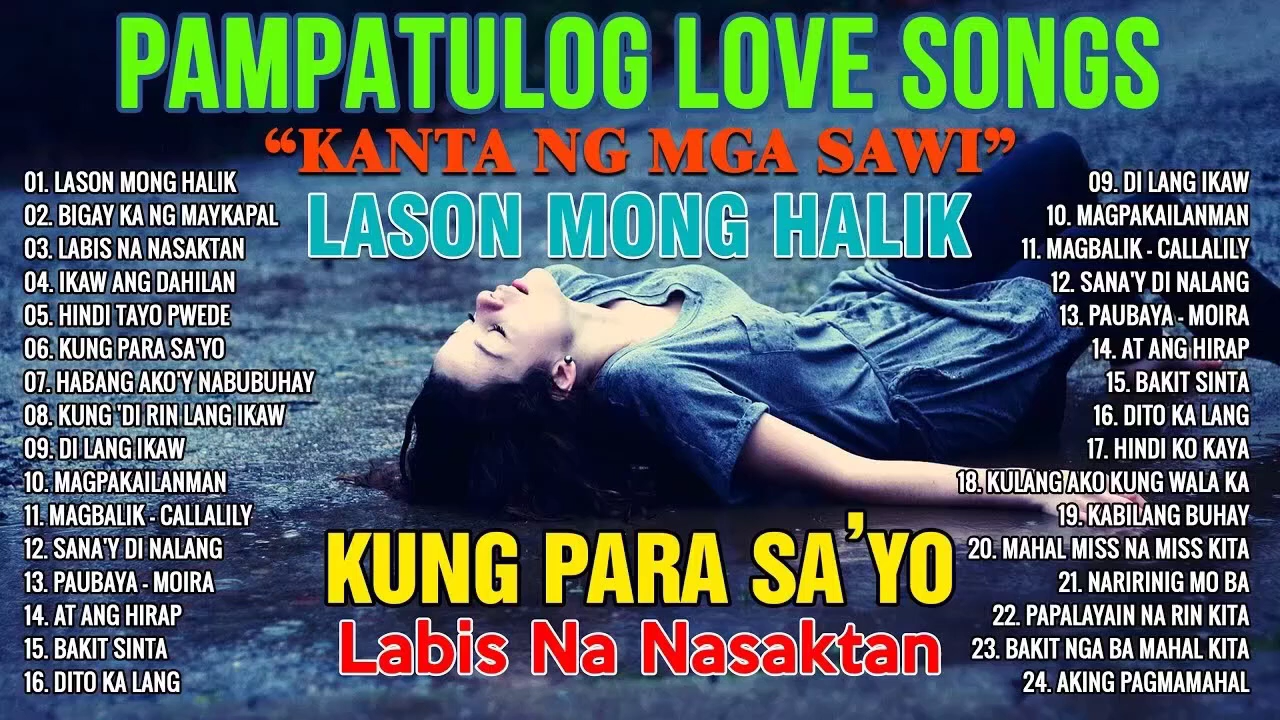 PAMPATULOG LOVE SONGS
“KANTA NG MGA SAWI”
LASON MONG HALIK
01. LASON MONG HALIK
02. BIGAY KA NG MAYKAPAL
03. LABIS NA NASAKTAN
04. IKAW ANG DAHILAN
05. HINDI TAYO PWEDE
06. KUNG PARA SA'YO
07. HABANG AKO'Y NABUBUHAY
08. KUNG 'DI RIN LANG IKAW
09. DI LANG IKAW
10. MAGPAKAILANMAN
11. MAGBALIK - CALLALILY
12. SANA'Y DI NALANG
13. PAUBAYA - MOIRA
14. AT ANG HIRAP
15. BAKIT SINTA
16. DITO KA LANG
09. DI LANG IKAW
10. MAGPAKAILANMAN
11. MAGBALIK - CALLALILY
12. SANA'Y DI NALANG
13. PAUBAYA - MOIRA
14. AT ANG HIRAP
15. BAKIT SINTA
16. DITO KA LANG
17. HINDI KO KAYA
18. KULANG AKO KUNG WALA KA
19. KABILANG BUHAY
20. MAHAL MISS NA MISS KITA
21. NARIRINIG MO BA
22. PAPALAYAIN NA RIN KITA
23. BAKIT NGA BA MAHAL KITA
24. AKING PAGMAMAHAL
KUNG PARA SA’YO
Labis Na Nasaktan